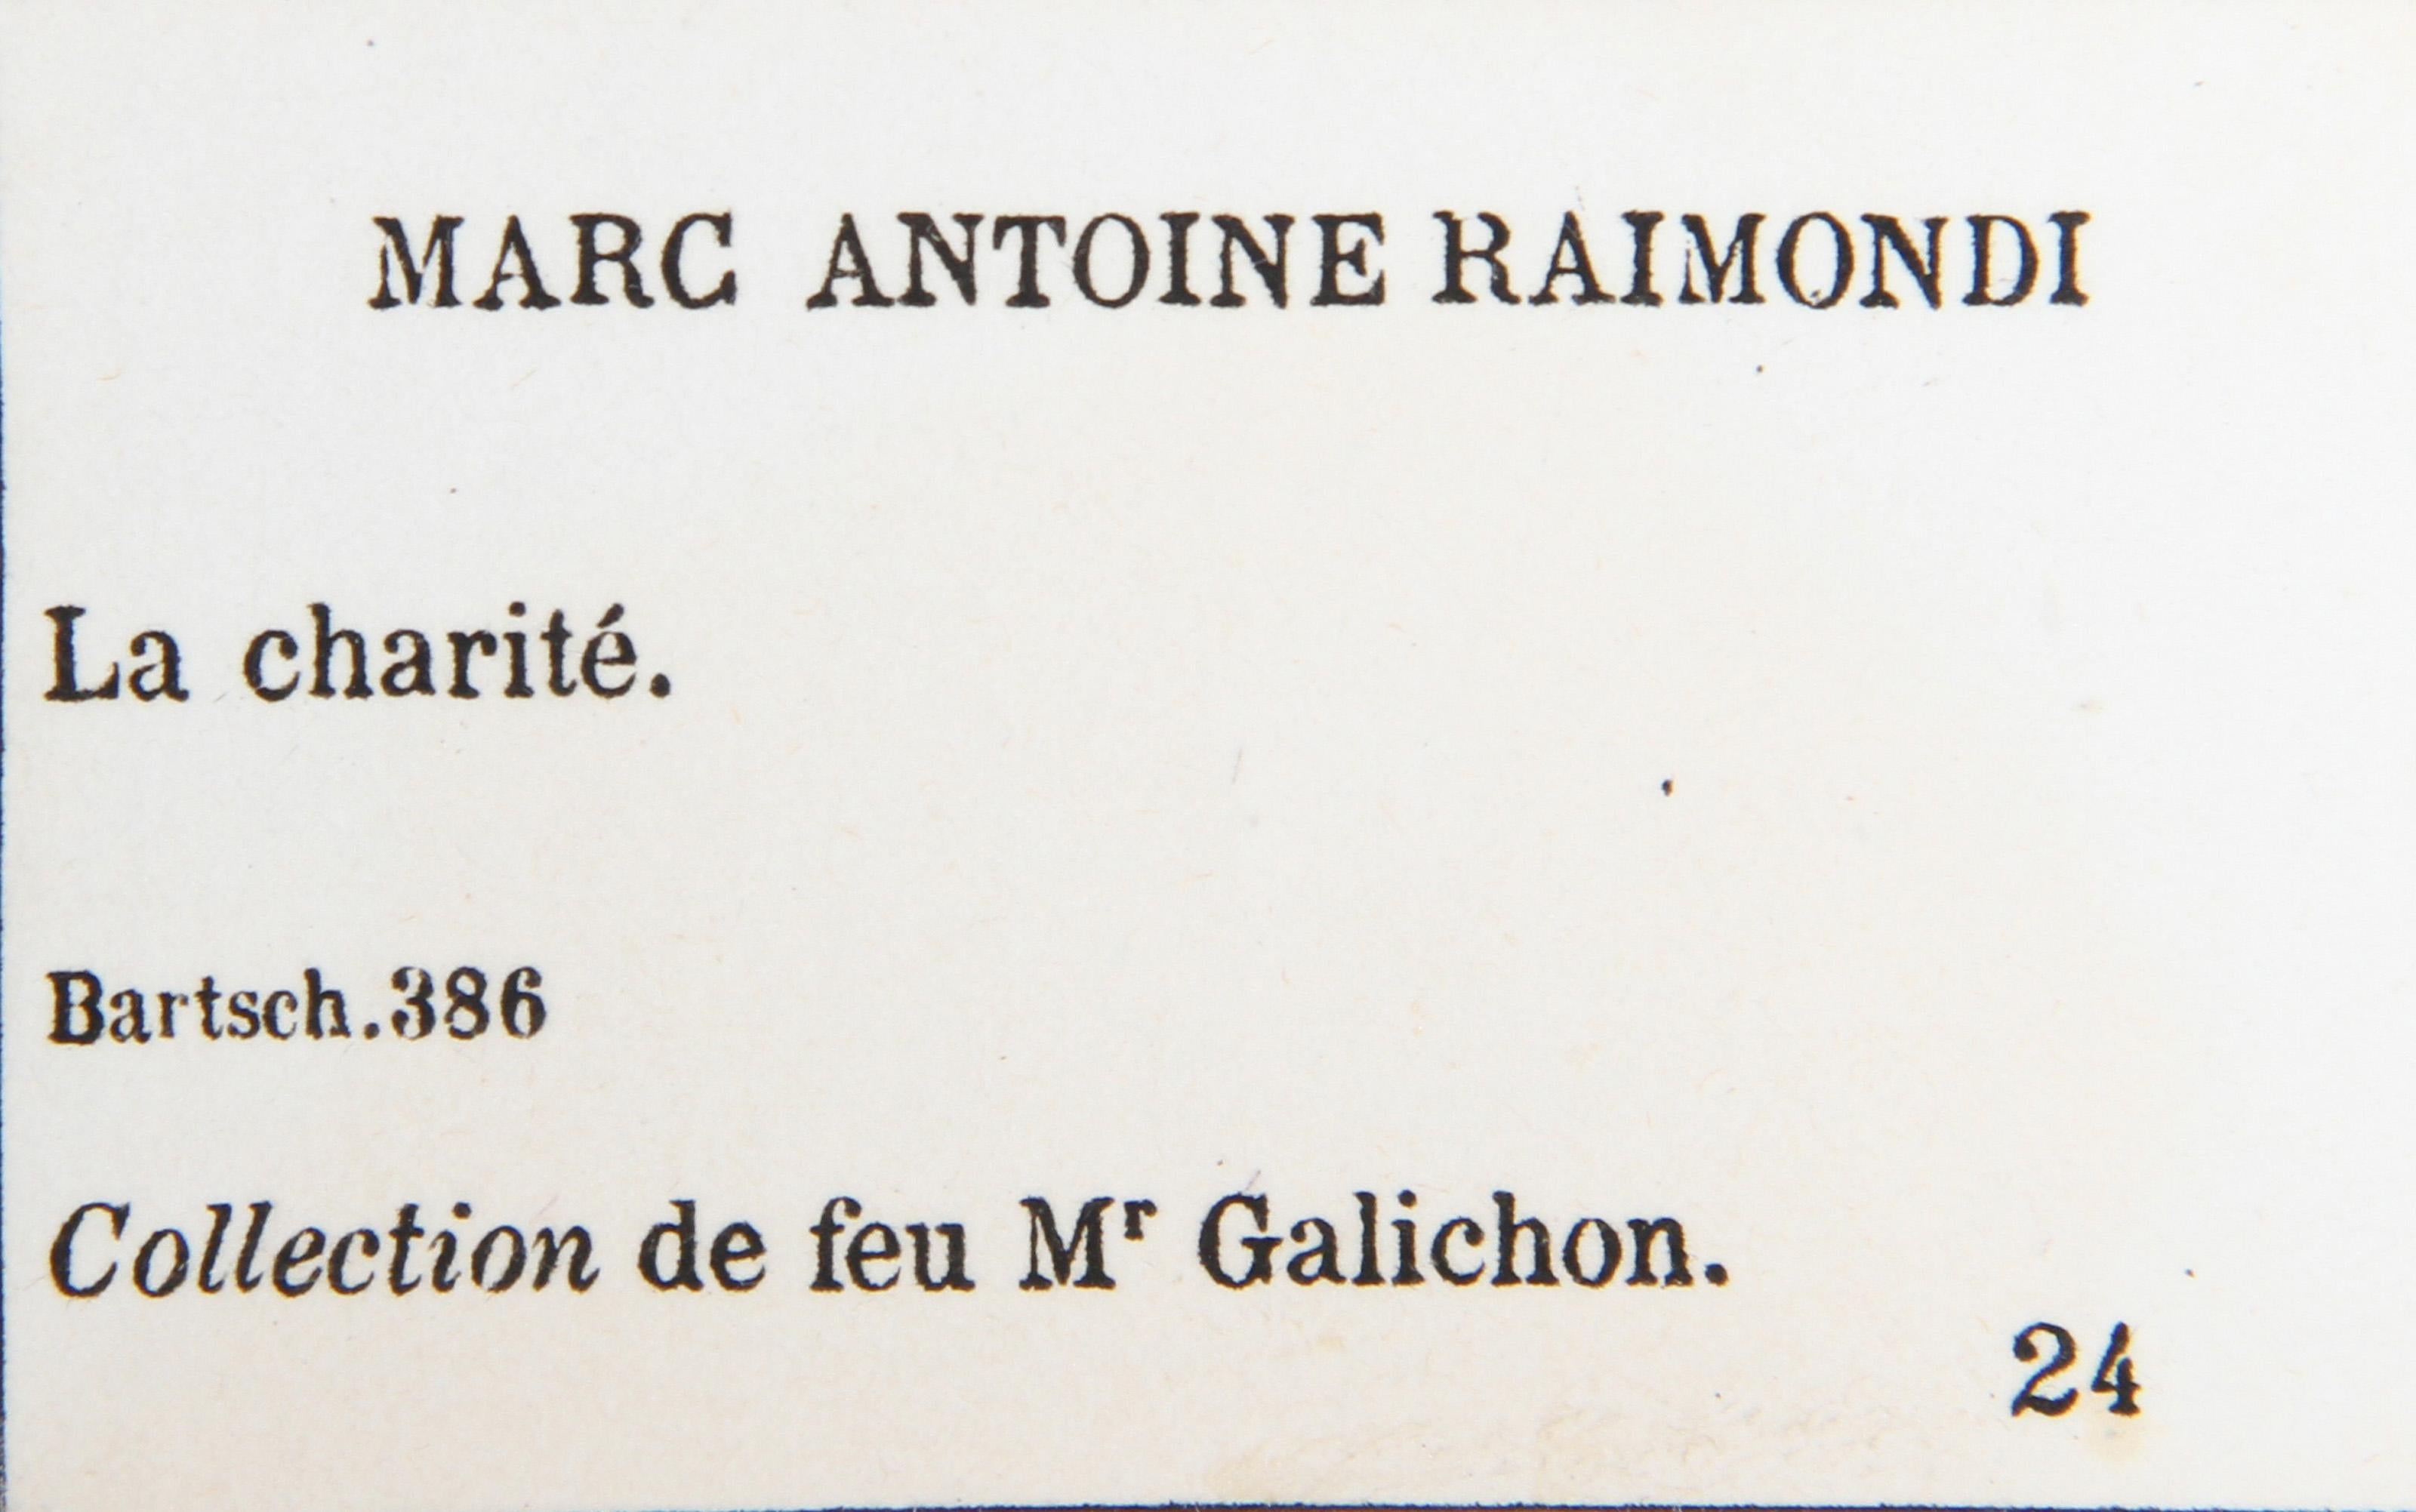 MARC ANTOINE RAIMONDI
La charité.
Bartsch.386
Collection de feu Mr Galichon.
24